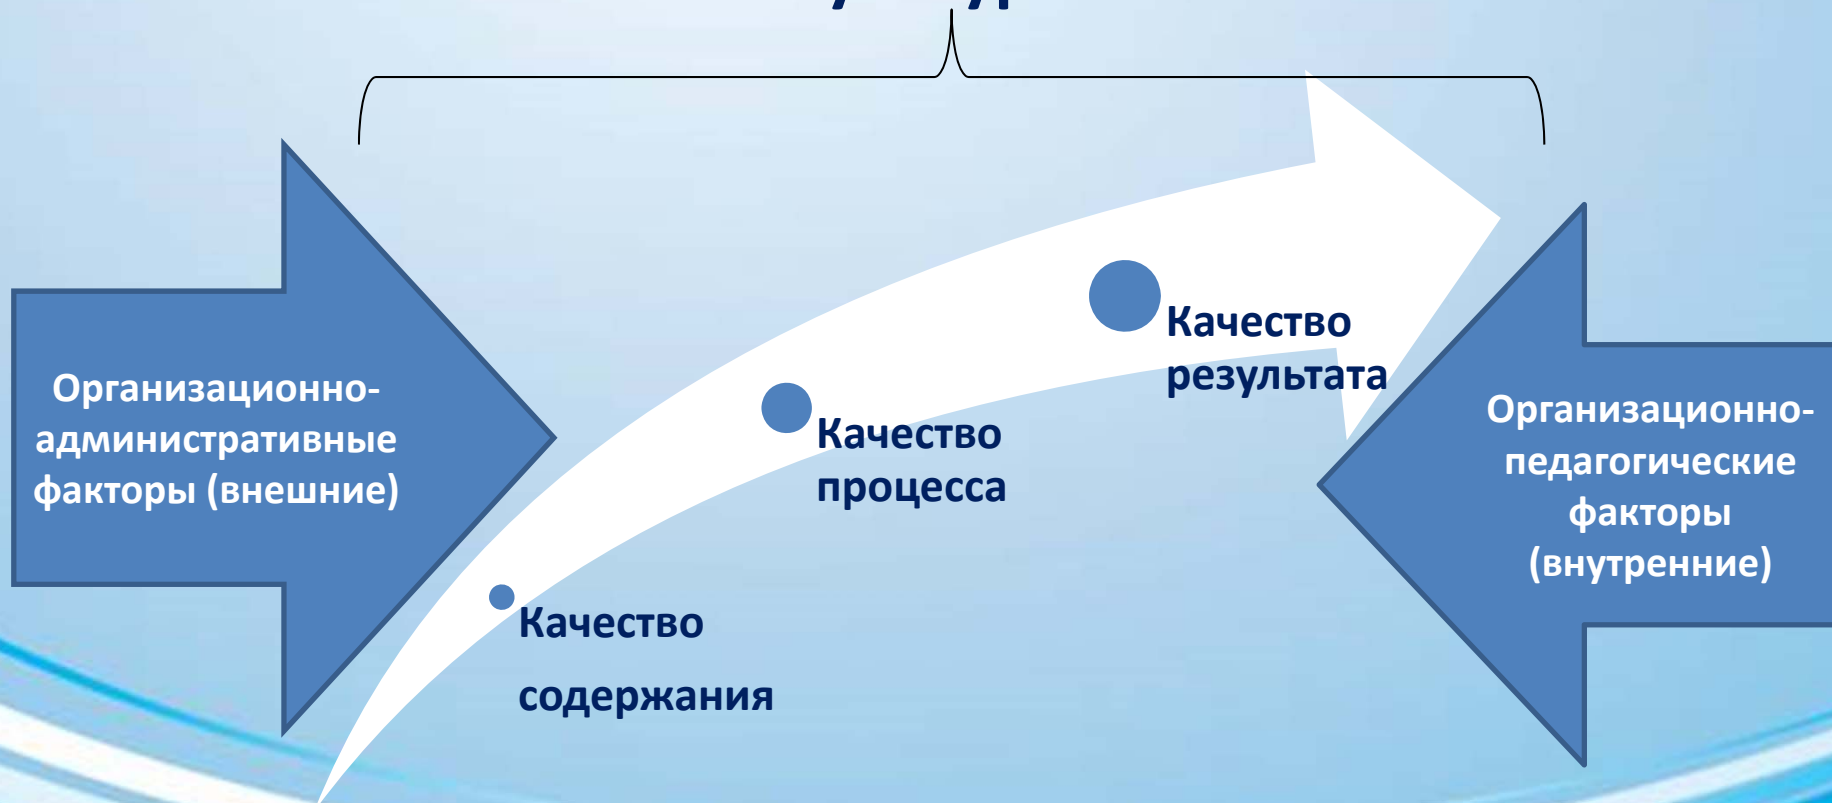 Организационно-
административные
факторы (внешние)
Качество
содержания
Качество
процесса
Качество
результата
Организационно-
педагогические
факторы
(внутренние)